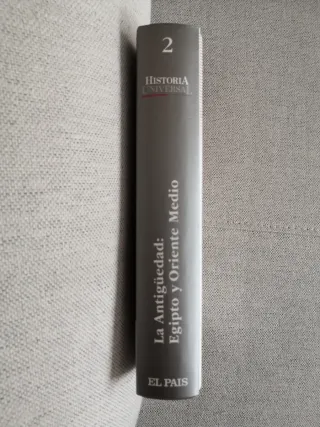 2
HISTORIA
UNIVERSAL
La Antigüedad:
Egipto y Oriente Medio
EL PAIS